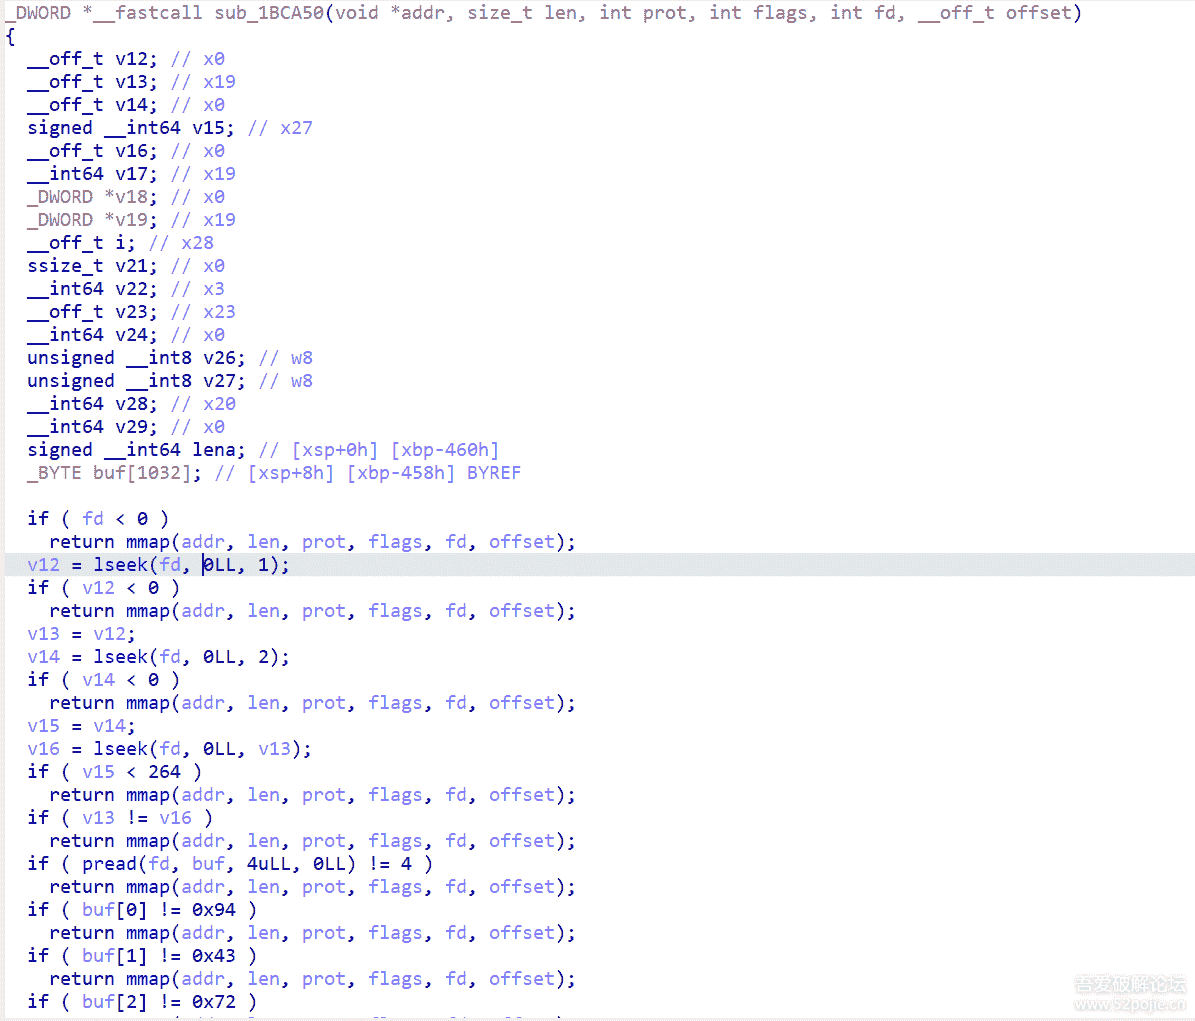 _DWORD *__fastcall sub_1BCA50(void *addr, size_t len, int prot, int flags, int fd, __off_t offset)
{
  __off_t v12; // x0
  __off_t v13; // x19
  __off_t v14; // x0
  signed __int64 v15; // x27
  __off_t v16; // x0
  __int64 v17; // x19
  _DWORD *v18; // x0
  _DWORD *v19; // x19
  __off_t i; // x28
  ssize_t v21; // x0
  __int64 v22; // x3
  __off_t v23; // x23
  __int64 v24; // x0
  unsigned __int8 v26; // w8
  unsigned __int8 v27; // w8
  __int64 v28; // x20
  __int64 v29; // x0
  signed __int64 lena; // [xsp+0h] [xbp-460h]
  _BYTE buf[1032]; // [xsp+8h] [xbp-458h] BYREF

  if ( fd < 0 )
    return mmap(addr, len, prot, flags, fd, offset);
  v12 = lseek(fd, 0LL, 1);
  if ( v12 < 0 )
    return mmap(addr, len, prot, flags, fd, offset);
  v13 = v12;
  v14 = lseek(fd, 0LL, 2);
  if ( v14 < 0 )
    return mmap(addr, len, prot, flags, fd, offset);
  v15 = v14;
  v16 = lseek(fd, 0LL, v13);
  if ( v15 < 264 )
    return mmap(addr, len, prot, flags, fd, offset);
  if ( v13 != v16 )
    return mmap(addr, len, prot, flags, fd, offset);
  if ( pread(fd, buf, 4uLL, 0LL) != 4 )
    return mmap(addr, len, prot, flags, fd, offset);
  if ( buf[0] != 0x94 )
    return mmap(addr, len, prot, flags, fd, offset);
  if ( buf[1] != 0x43 )
    return mmap(addr, len, prot, flags, fd, offset);
  if ( buf[2] != 0x72 )
吾爱破解论坛
www.52pojie.cn